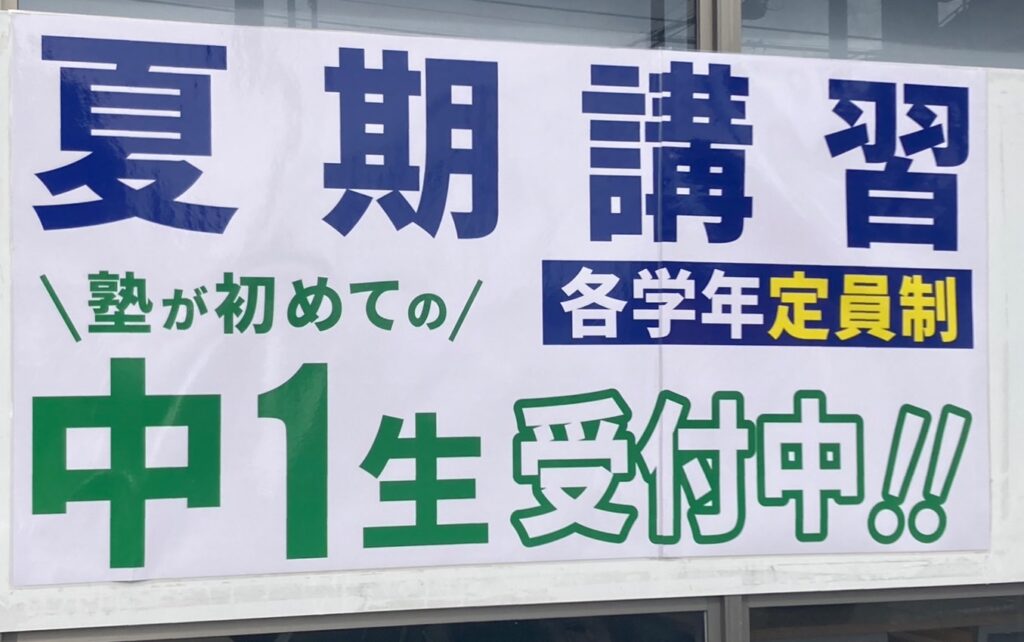 夏期講習
\塾が初めての/
各学年定員制
中1生受付中!!